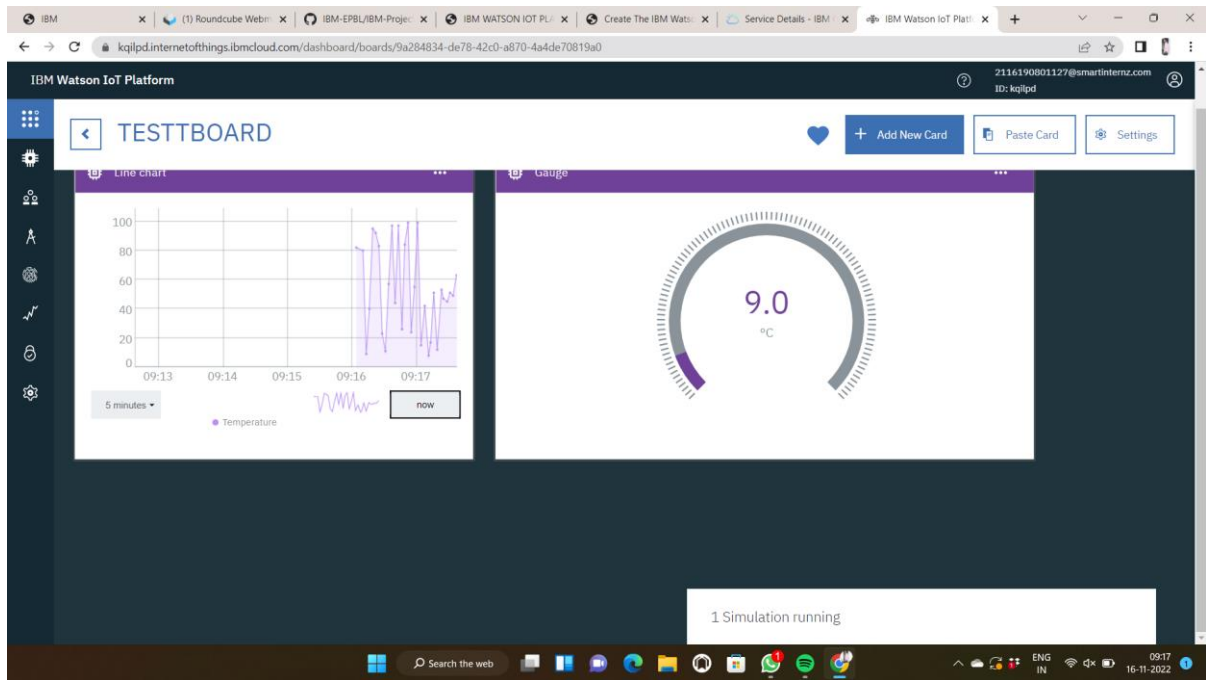 IBM
(1) Roundcube Webm
IBM-EPBL/IBM-Projec
IBM WATSON IOT PL
Create The IBM Wats
Service Details - IBM
IBM Watson IoT Platf
kqilpd.internetofthings.ibmcloud.com/dashboard/boards/9a284834-de78-42c0-a870-4a4de70819a0
IBM Watson IoT Platform
2116190801127@smartinternz.com
ID: kqilpd
TESTTBOARD
+ Add New Card
Paste Card
Settings
Line chart
Gauge
100
80
60
40
20
0
09:13 09:14 09:15 09:16 09:17
5 minutes
now
Temperature
9.0
°C
1 Simulation running
Search the web
ENG
IN
09:17
16-11-2022
1
1